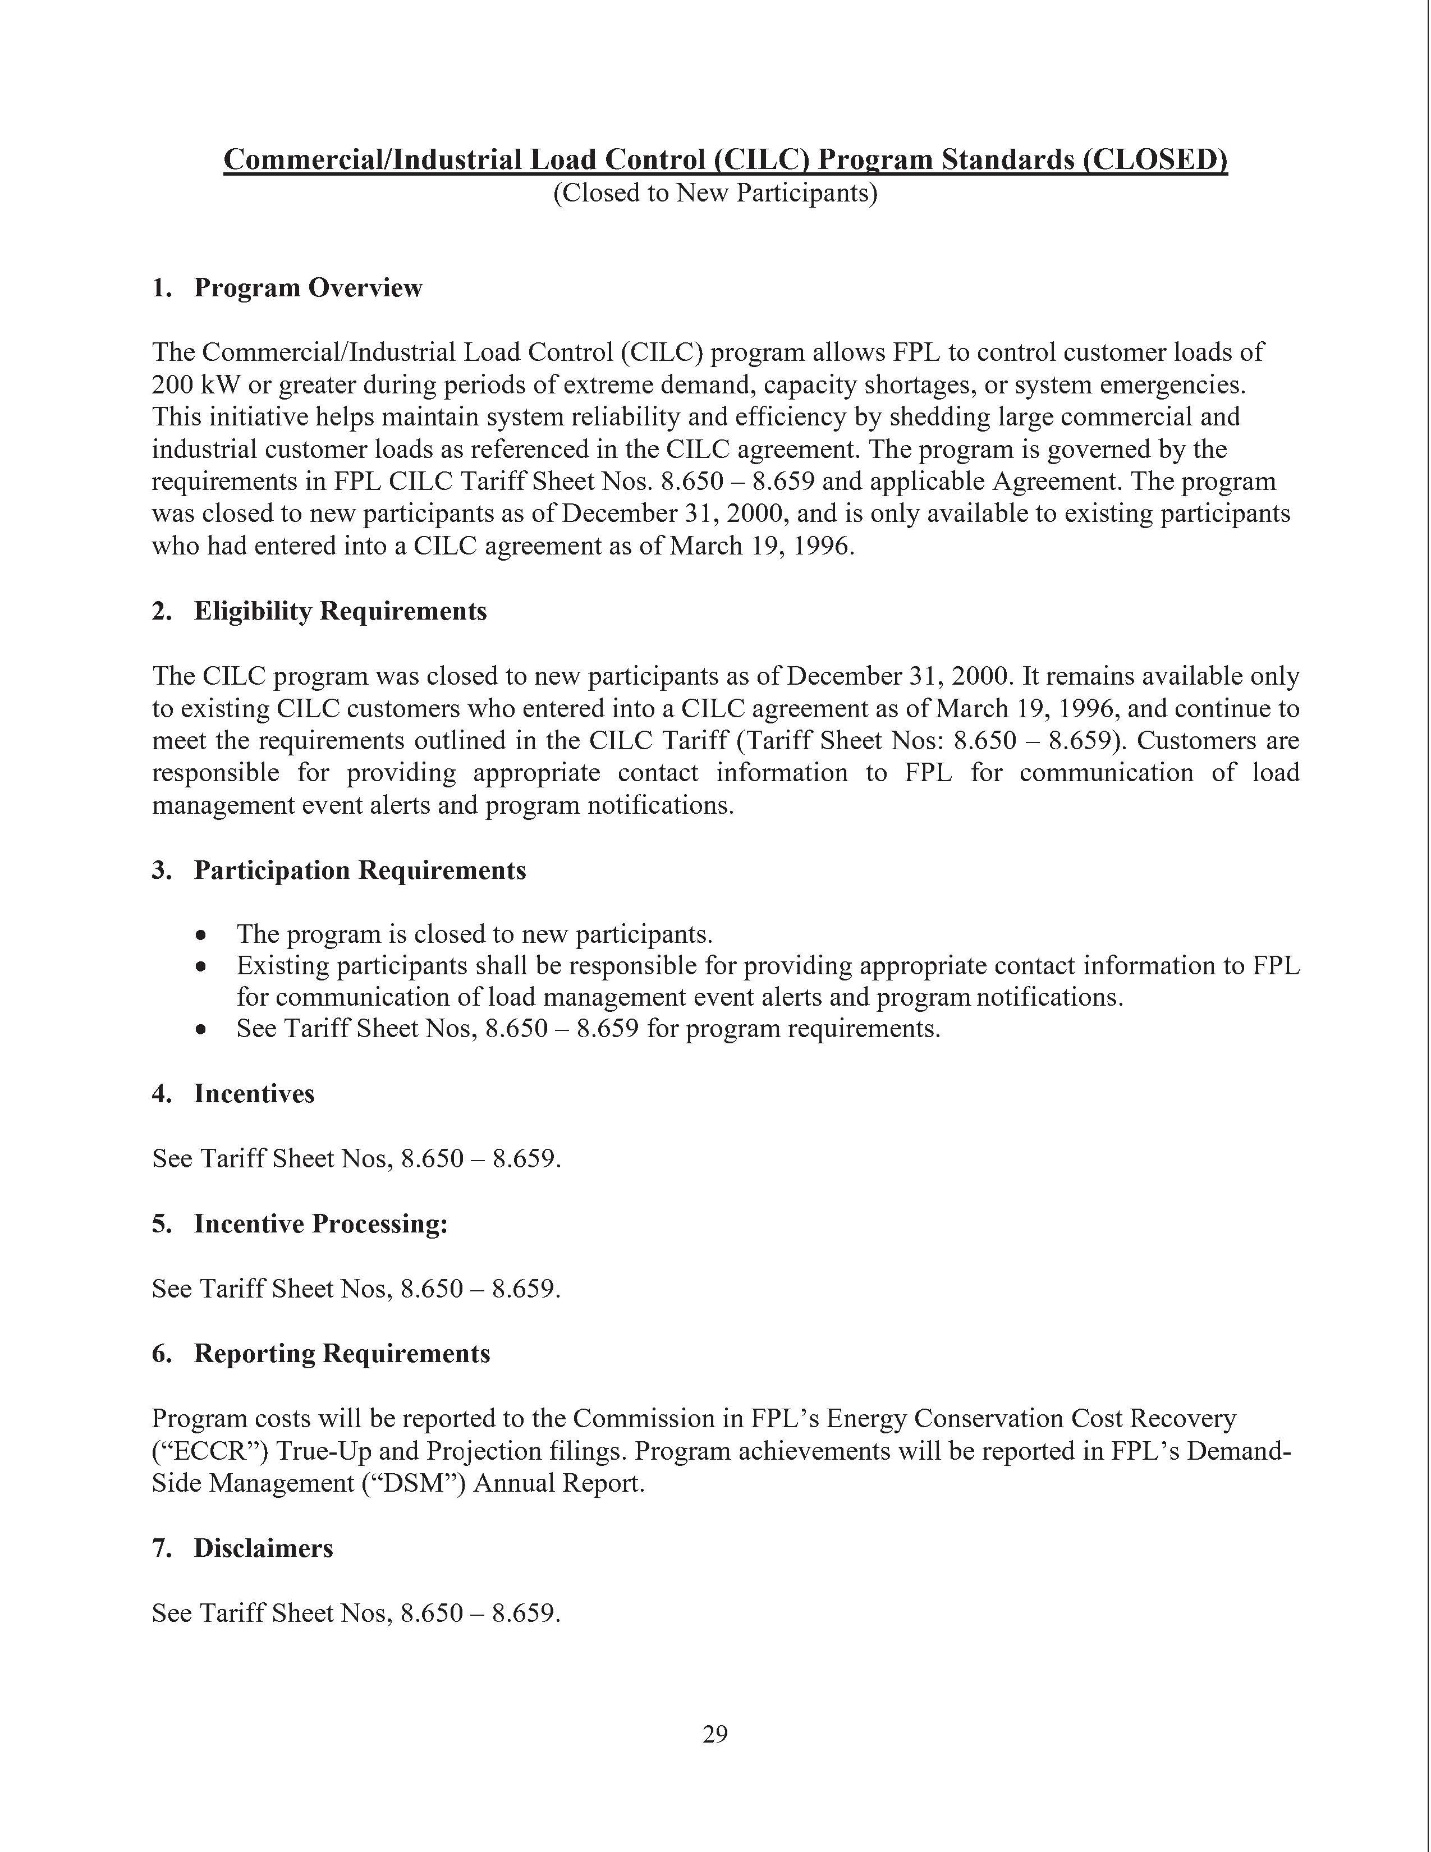 Commercial/Industrial Load Control (CILC) Program Standards (CLOSED)
(Closed to New Participants)
1. Program Overview
The Commercial/Industrial Load Control (CILC) program allows FPL to control customer loads of
200 kW or greater during periods of extreme demand, capacity shortages, or system emergencies.
This initiative helps maintain system reliability and efficiency by shedding large commercial and
industrial customer loads as referenced in the CILC agreement. The program is governed by the
requirements in FPL CILC Tariff Sheet Nos. 8.650 – 8.659 and applicable Agreement. The program
was closed to new participants as of December 31, 2000, and is only available to existing participants
who had entered into a CILC agreement as of March 19, 1996.
2. Eligibility Requirements
The CILC program was closed to new participants as of December 31, 2000. It remains available only
to existing CILC customers who entered into a CILC agreement as of March 19, 1996, and continue to
meet the requirements outlined in the CILC Tariff (Tariff Sheet Nos: 8.650 – 8.659). Customers are
responsible for providing appropriate contact information to FPL for communication of load
management event alerts and program notifications.
3. Participation Requirements
• The program is closed to new participants.
• Existing participants shall be responsible for providing appropriate contact information to FPL
for communication of load management event alerts and program notifications.
• See Tariff Sheet Nos, 8.650 – 8.659 for program requirements.
4. Incentives
See Tariff Sheet Nos, 8.650 – 8.659.
5. Incentive Processing:
See Tariff Sheet Nos, 8.650 – 8.659.
6. Reporting Requirements
Program costs will be reported to the Commission in FPL’s Energy Conservation Cost Recovery
(“ECCR”) True-Up and Projection filings. Program achievements will be reported in FPL’s Demand-
Side Management (“DSM”) Annual Report.
7. Disclaimers
See Tariff Sheet Nos, 8.650 – 8.659.
29